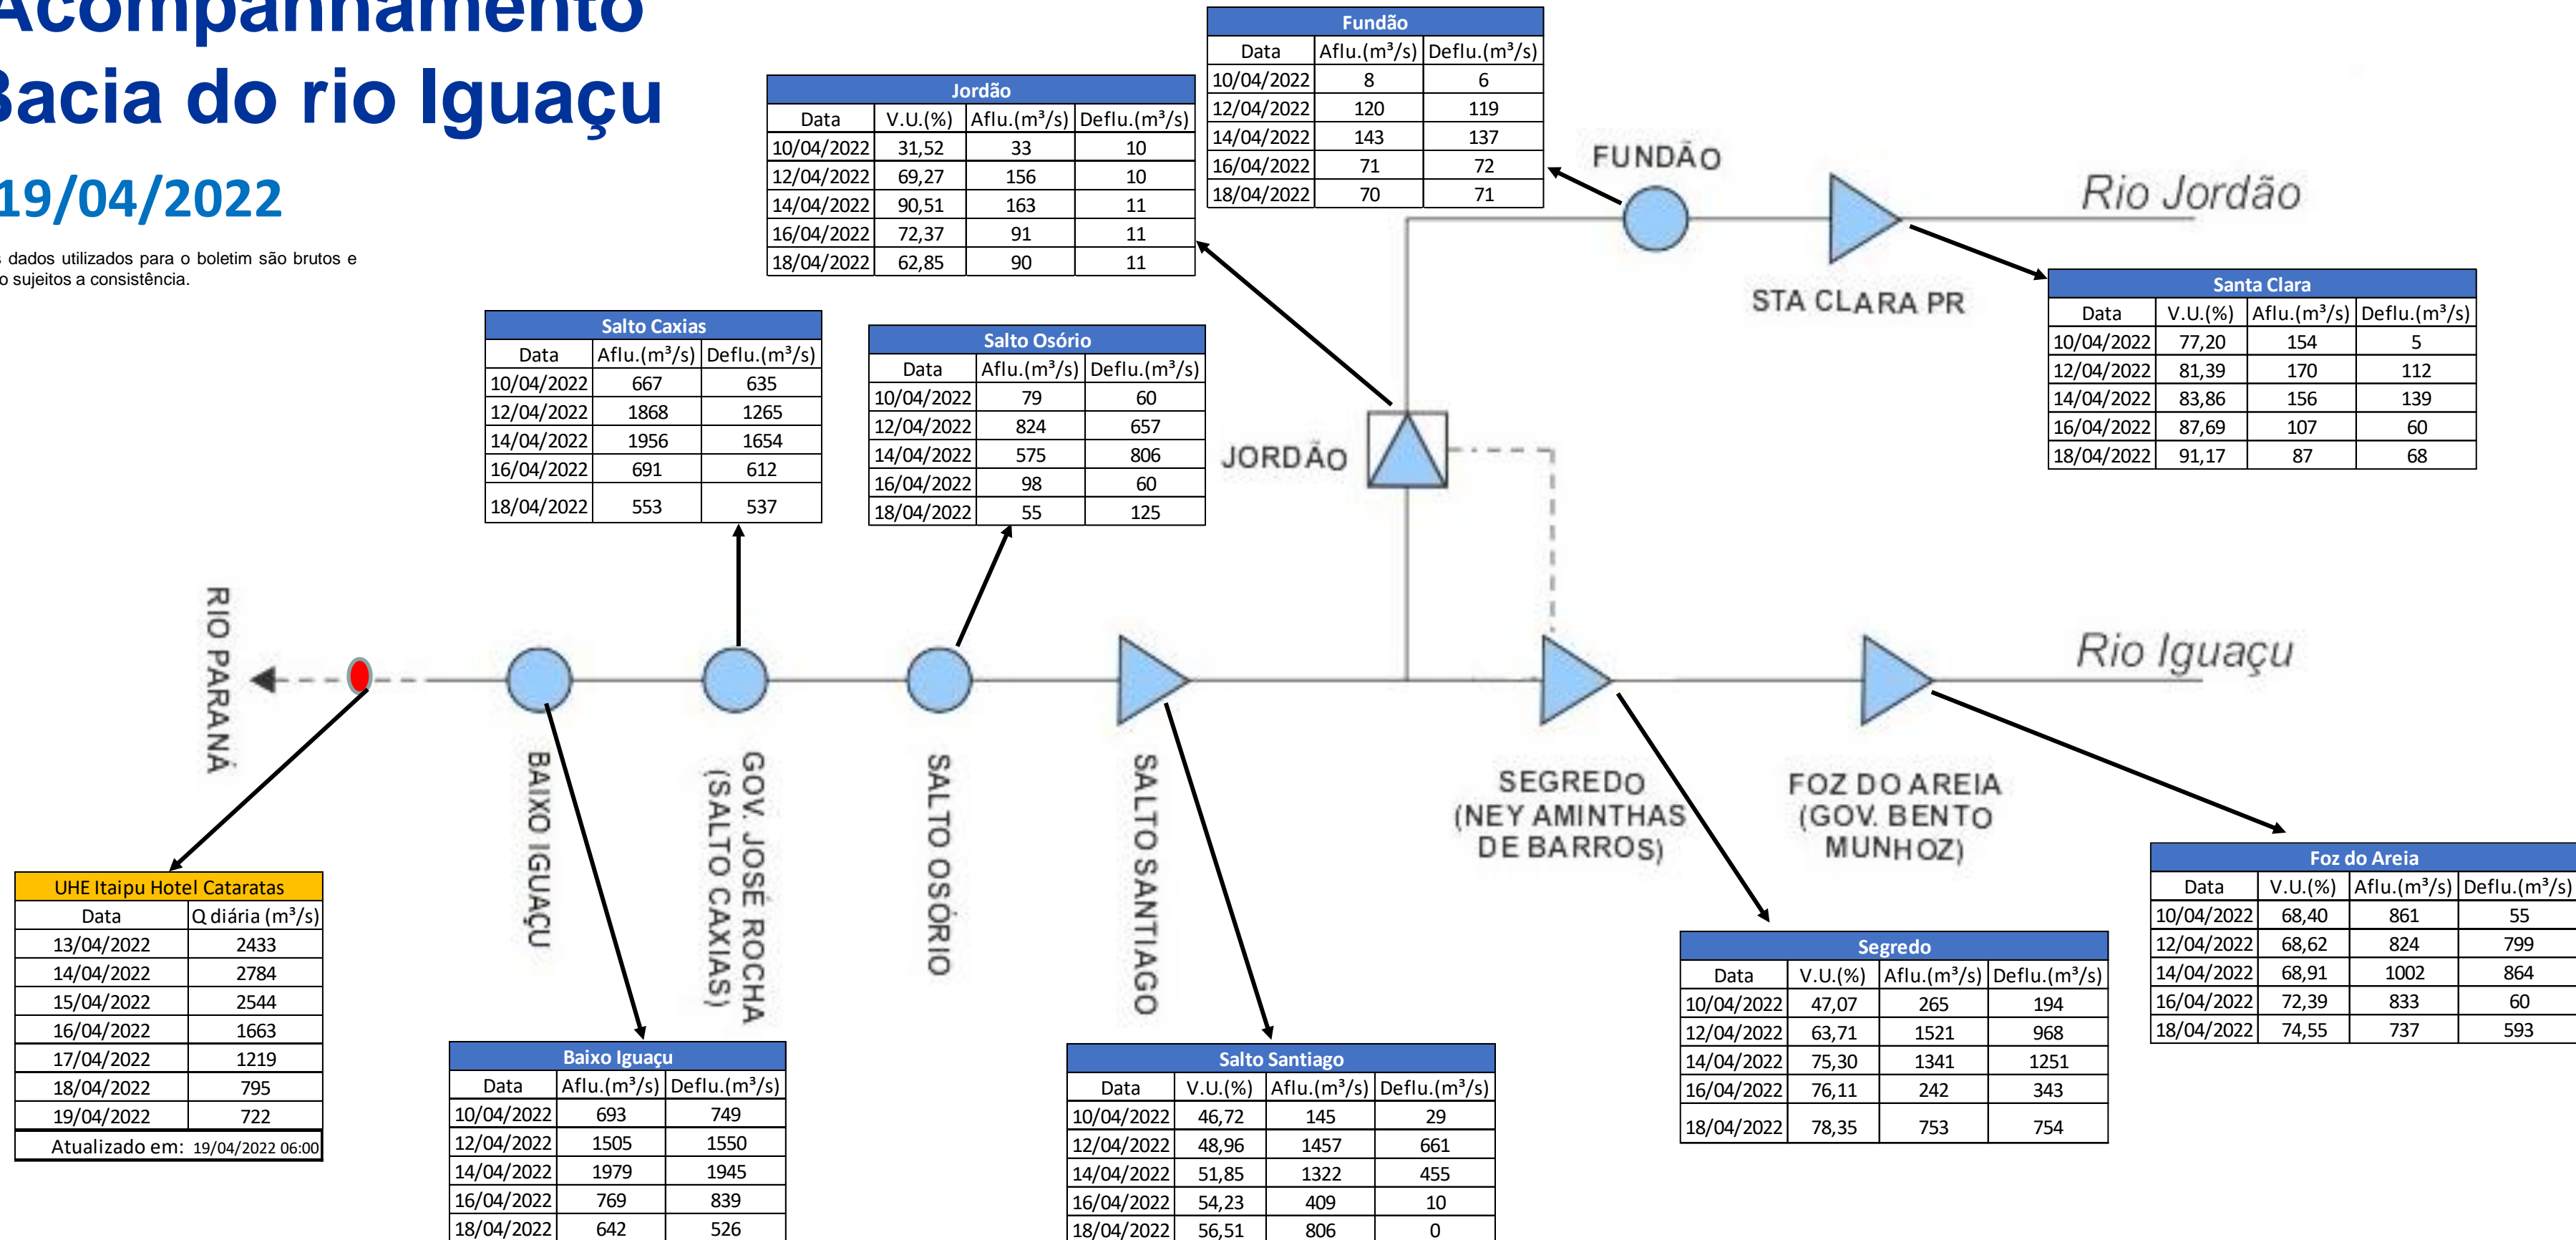 Acompanhamento
Bacia do rio Iguaçu
19/04/2022
dados utilizados para o boletim são brutos e
sujeitos a consistência.
Fundão
Data Aflu.(m³/s) Deflu.(m³/s)
10/04/2022 8 6
12/04/2022 120 119
14/04/2022 143 137
16/04/2022 71 72
18/04/2022 70 71
Jordão
Data V.U.(%) Aflu.(m³/s) Deflu.(m³/s)
10/04/2022 31,52 33 10
12/04/2022 69,27 156 10
14/04/2022 90,51 163 11
16/04/2022 72,37 91 11
18/04/2022 62,85 90 11
FUNDÃO
Rio Jordão
STA CLARA PR
Santa Clara
Data V.U.(%) Aflu.(m³/s) Deflu.(m³/s)
10/04/2022 77,20 154 5
12/04/2022 81,39 170 112
14/04/2022 83,86 156 139
16/04/2022 87,69 107 60
18/04/2022 91,17 87 68
Salto Caxias
Data Aflu.(m³/s) Deflu.(m³/s)
10/04/2022 667 635
12/04/2022 1868 1265
14/04/2022 1956 1654
16/04/2022 691 612
18/04/2022 553 537
Salto Osório
Data Aflu.(m³/s) Deflu.(m³/s)
10/04/2022 79 60
12/04/2022 824 657
14/04/2022 575 806
16/04/2022 98 60
18/04/2022 55 125
JORDÃO
RIO PARANÁ
Rio Iguaçu
BAIXO IGUAÇU
GOV. JOSÉ ROCHA
(SALTO CAXIAS)
SALTO OSÓRIO
SALTO SANTIAGO
SEGREDO
(NEY AMINTHAS
DE BARROS)
FOZ DO AREIA
(GOV. BENTO
MUNHOZ)
UHE Itaipu Hotel Cataratas
Data Q diária (m³/s)
13/04/2022 2433
14/04/2022 2784
15/04/2022 2544
16/04/2022 1663
17/04/2022 1219
18/04/2022 795
19/04/2022 722
Atualizado em: 19/04/2022 06:00
Baixo Iguaçu
Data Aflu.(m³/s) Deflu.(m³/s)
10/04/2022 693 749
12/04/2022 1505 1550
14/04/2022 1979 1945
16/04/2022 769 839
18/04/2022 642 526
Salto Santiago
Data V.U.(%) Aflu.(m³/s) Deflu.(m³/s)
10/04/2022 46,72 145 29
12/04/2022 48,96 1457 661
14/04/2022 51,85 1322 455
16/04/2022 54,23 409 10
18/04/2022 56,51 806 0
Segredo
Data V.U.(%) Aflu.(m³/s) Deflu.(m³/s)
10/04/2022 47,07 265 194
12/04/2022 63,71 1521 968
14/04/2022 75,30 1341 1251
16/04/2022 76,11 242 343
18/04/2022 78,35 753 754
Foz do Areia
Data V.U.(%) Aflu.(m³/s) Deflu.(m³/s)
10/04/2022 68,40 861 55
12/04/2022 68,62 824 799
14/04/2022 68,91 1002 864
16/04/2022 72,39 833 60
18/04/2022 74,55 737 593